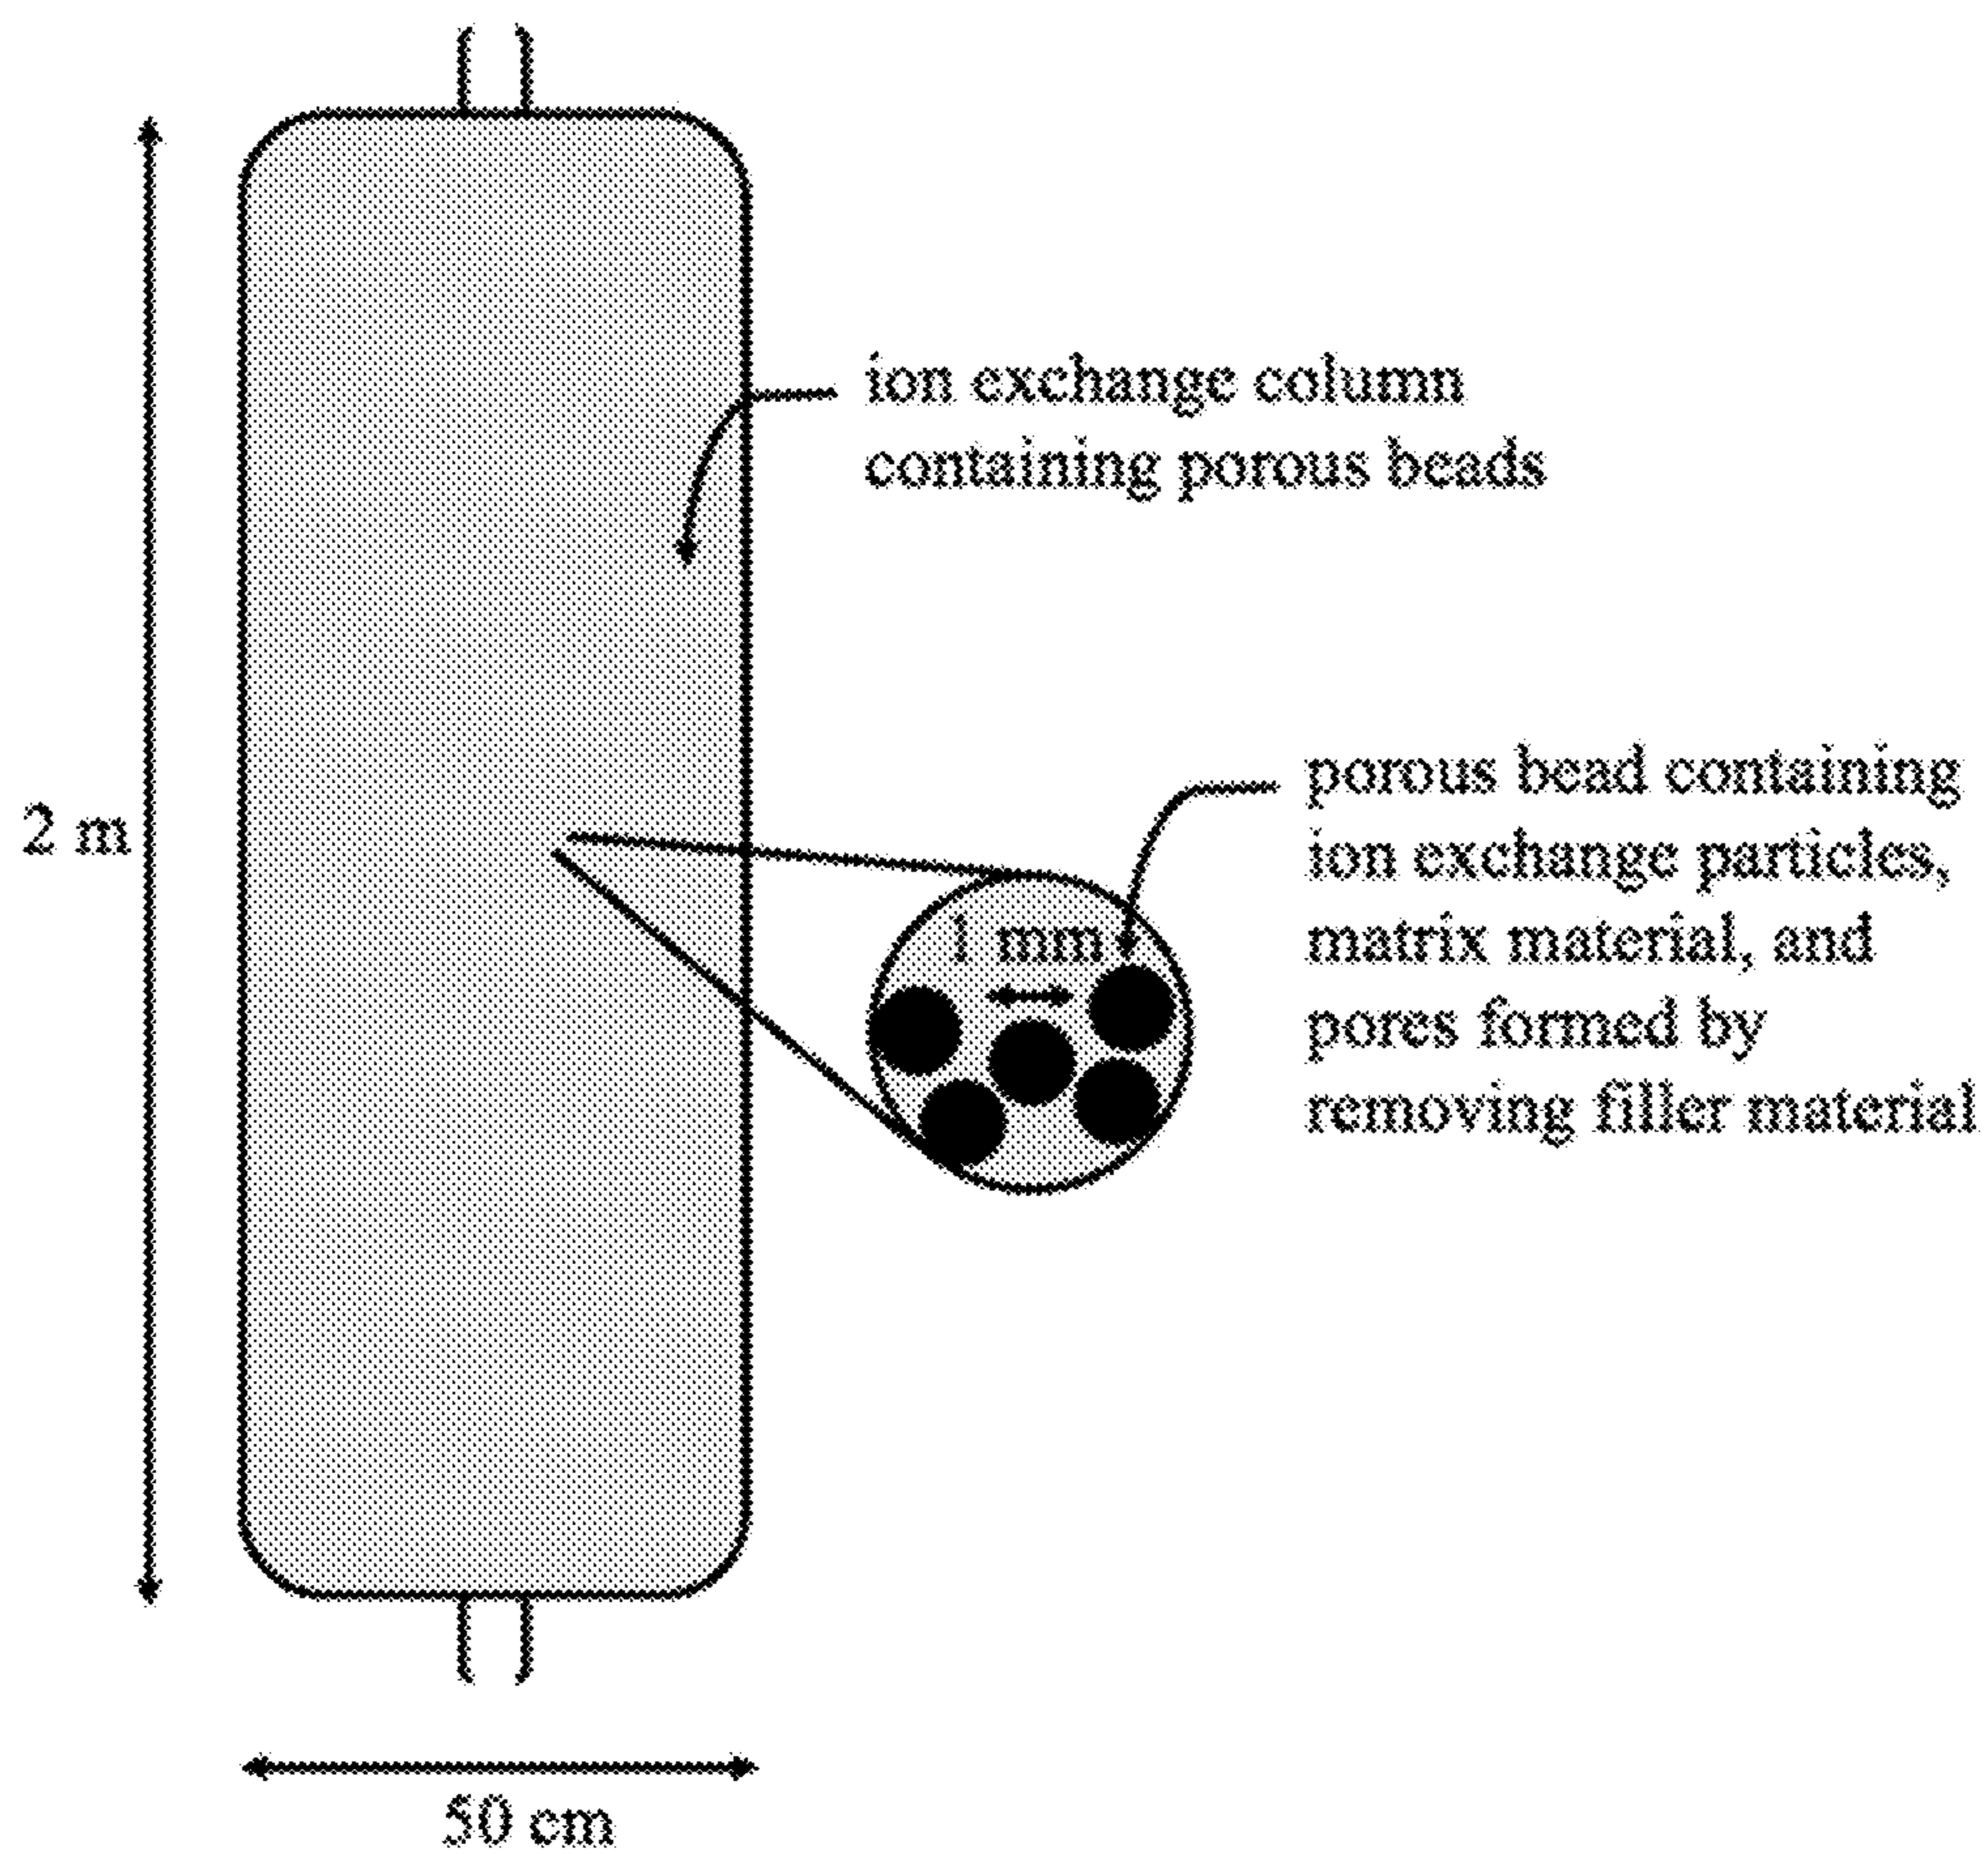 ion exchange column
containing porous beads
2 m
porous bead containing
ion exchange particles,
matrix material, and
pores formed by
removing filler material
1 mm
50 cm